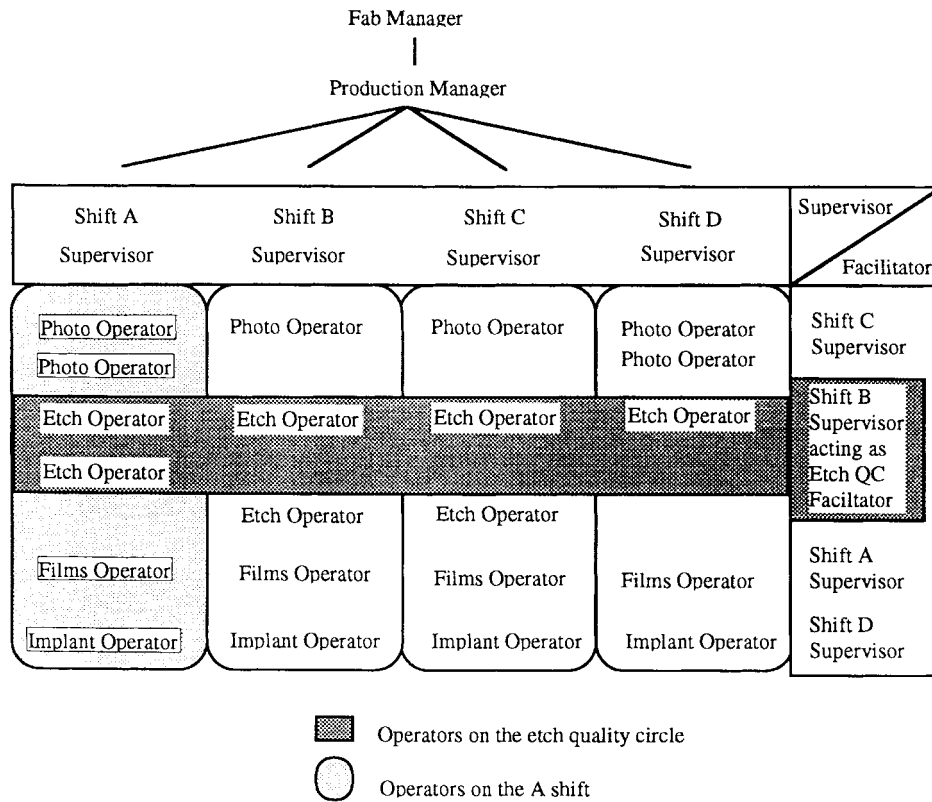 Fab Manager
Production Manager
Shift A
Supervisor
Shift B
Supervisor
Shift C
Supervisor
Shift D
Supervisor
Supervisor
Facilitator
Photo Operator
Photo Operator
Photo Operator
Photo Operator
Photo Operator
Photo Operator
Shift C
Supervisor
Etch Operator
Etch Operator
Etch Operator
Etch Operator
Etch Operator
Shift B
Supervisor
acting as
Etch QC
Faciltator
Etch Operator
Etch Operator
Films Operator
Films Operator
Films Operator
Films Operator
Shift A
Supervisor
Implant Operator
Implant Operator
Implant Operator
Implant Operator
Shift D
Supervisor
Operators on the etch quality circle
Operators on the A shift